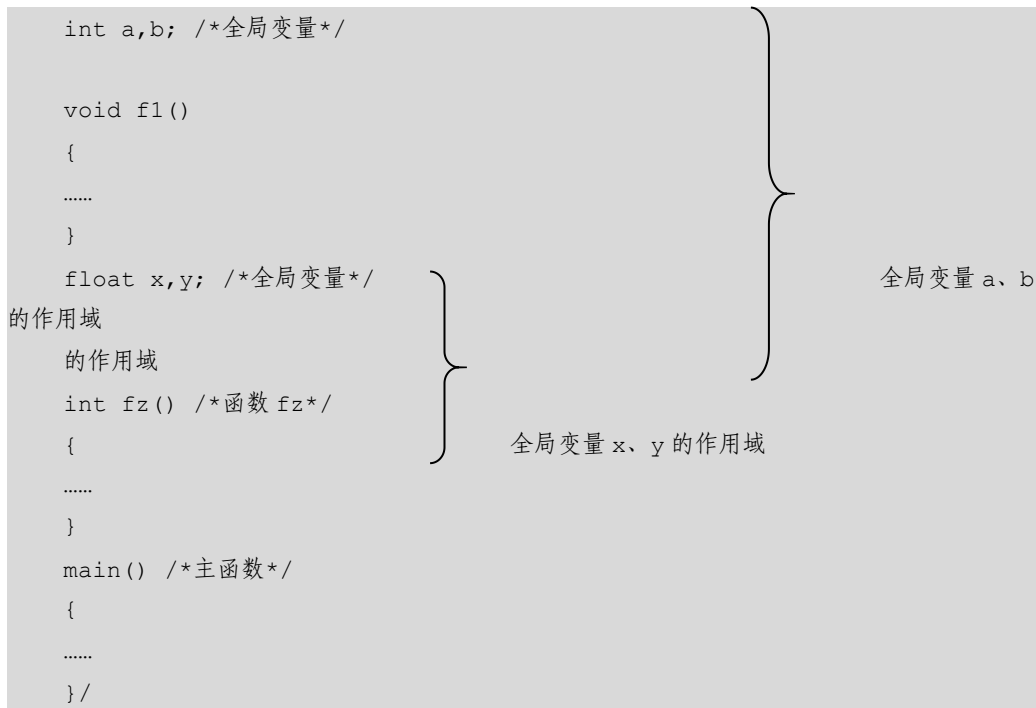 int a,b; /*全局变量*/
void f1()
{
……
}
float x,y; /*全局变量*/ 全局变量 a、b
的作用域
的作用域
int fz() /*函数 fz*/
{ 全局变量 x、y 的作用域
……
}
main() /*主函数*/
{
……
}/